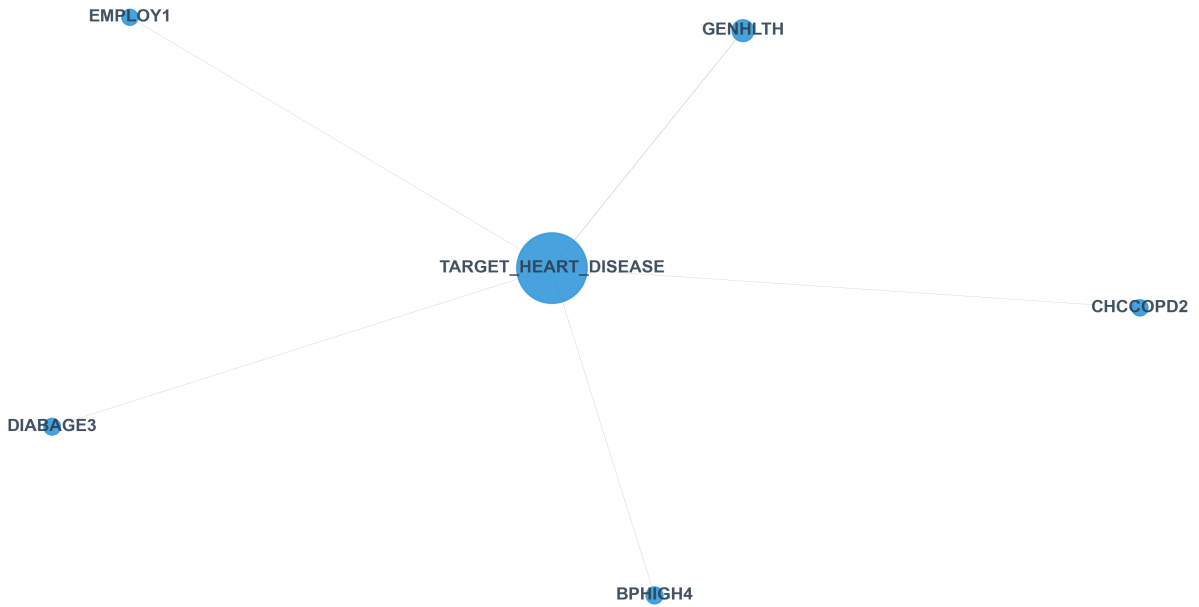 EMPLOY1
GENHLTH
TARGET_HEART_DISEASE
CHCCOPD2
DIABAGE3
BPHIGH4